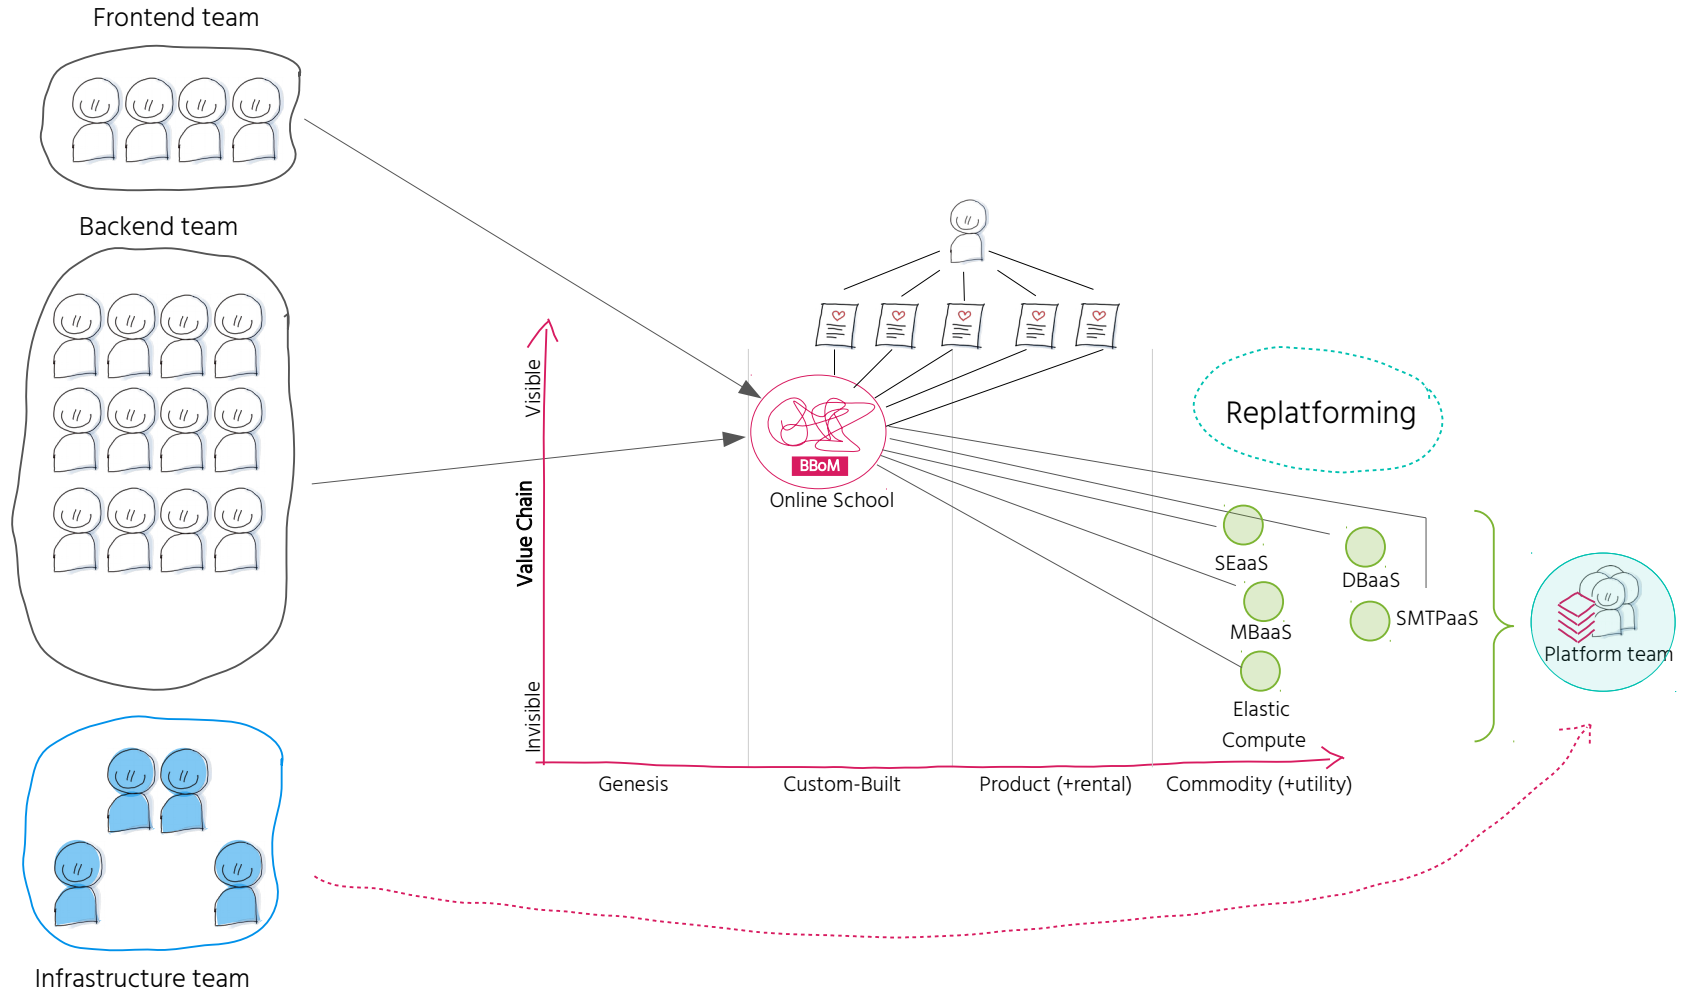 Frontend team
Backend team
Infrastructure team
Value Chain
Visible
Invisible
BBoM
Online School
Replatforming
SEaaS
DBaaS
MBaaS
SMTPaaS
Elastic
Compute
Platform team
Genesis
Custom-Built
Product (+rental)
Commodity (+utility)